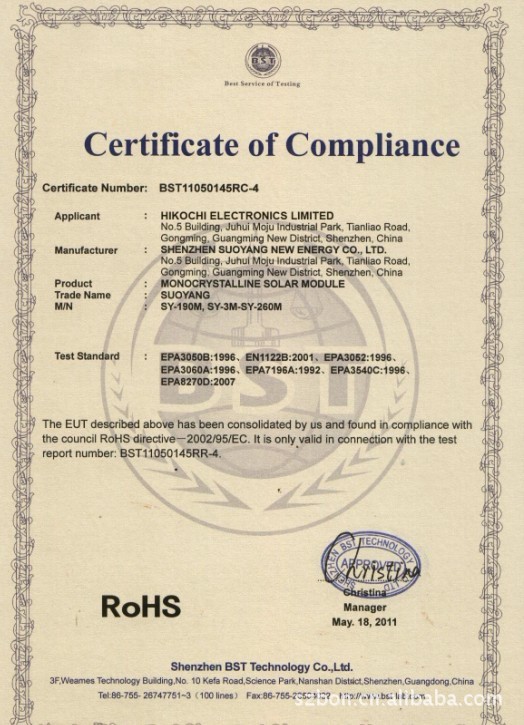 BST
Best Service of Testing
Certificate of Compliance
Certificate Number: BST11050145RC-4
Applicant : HIKOCHI ELECTRONICS LIMITED
No.5 Building, Juhui Moju Industrial Park, Tianliao Road,
Gongming, Guangming New District, Shenzhen, China
Manufacturer : SHENZHEN SUOYANG NEW ENERGY CO., LTD.
No.5 Building, Juhui Moju Industrial Park, Tianliao Road,
Gongming, Guangming New District, Shenzhen, China
Product : MONOCRYSTALLINE SOLAR MODULE
Trade Name : SUOYANG
M/N : SY-190M, SY-3M-SY-260M
Test Standard : EPA3050B:1996、EN1122B:2001、EPA3052:1996、
EPA3060A:1996、EPA7196A:1992、EPA3540C:1996、
EPA8270D:2007
BST
The EUT described above has been consolidated by us and found in compliance with
the council RoHS directive—2002/95/EC. It is only valid in connection with the test
report number: BST11050145RR-4.
BST TECHNOLOGY
APPROVED
Christina
Christina
Manager
May. 18, 2011
RoHS
Shenzhen BST Technology Co.,Ltd.
3F,Weames Technology Building,No. 10 Kefa Road,Science Park,Nanshan District,Shenzhen,Guangdong,China
Tel:86-755- 26747751~3（100 lines） Fax:86-755-
szboli.cn.alibaba.com